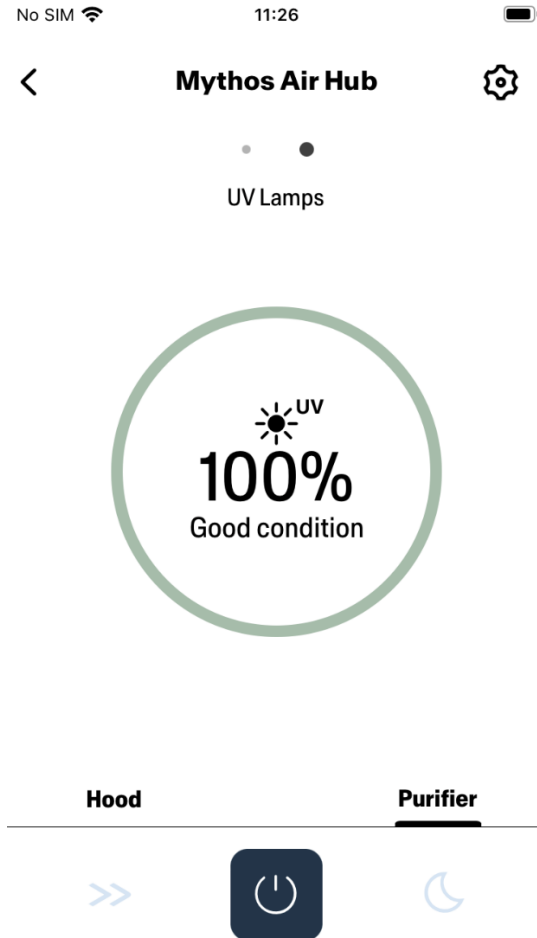 No SIM 11:26
Mythos Air Hub
UV Lamps
UV
100%
Good condition
Hood Purifier